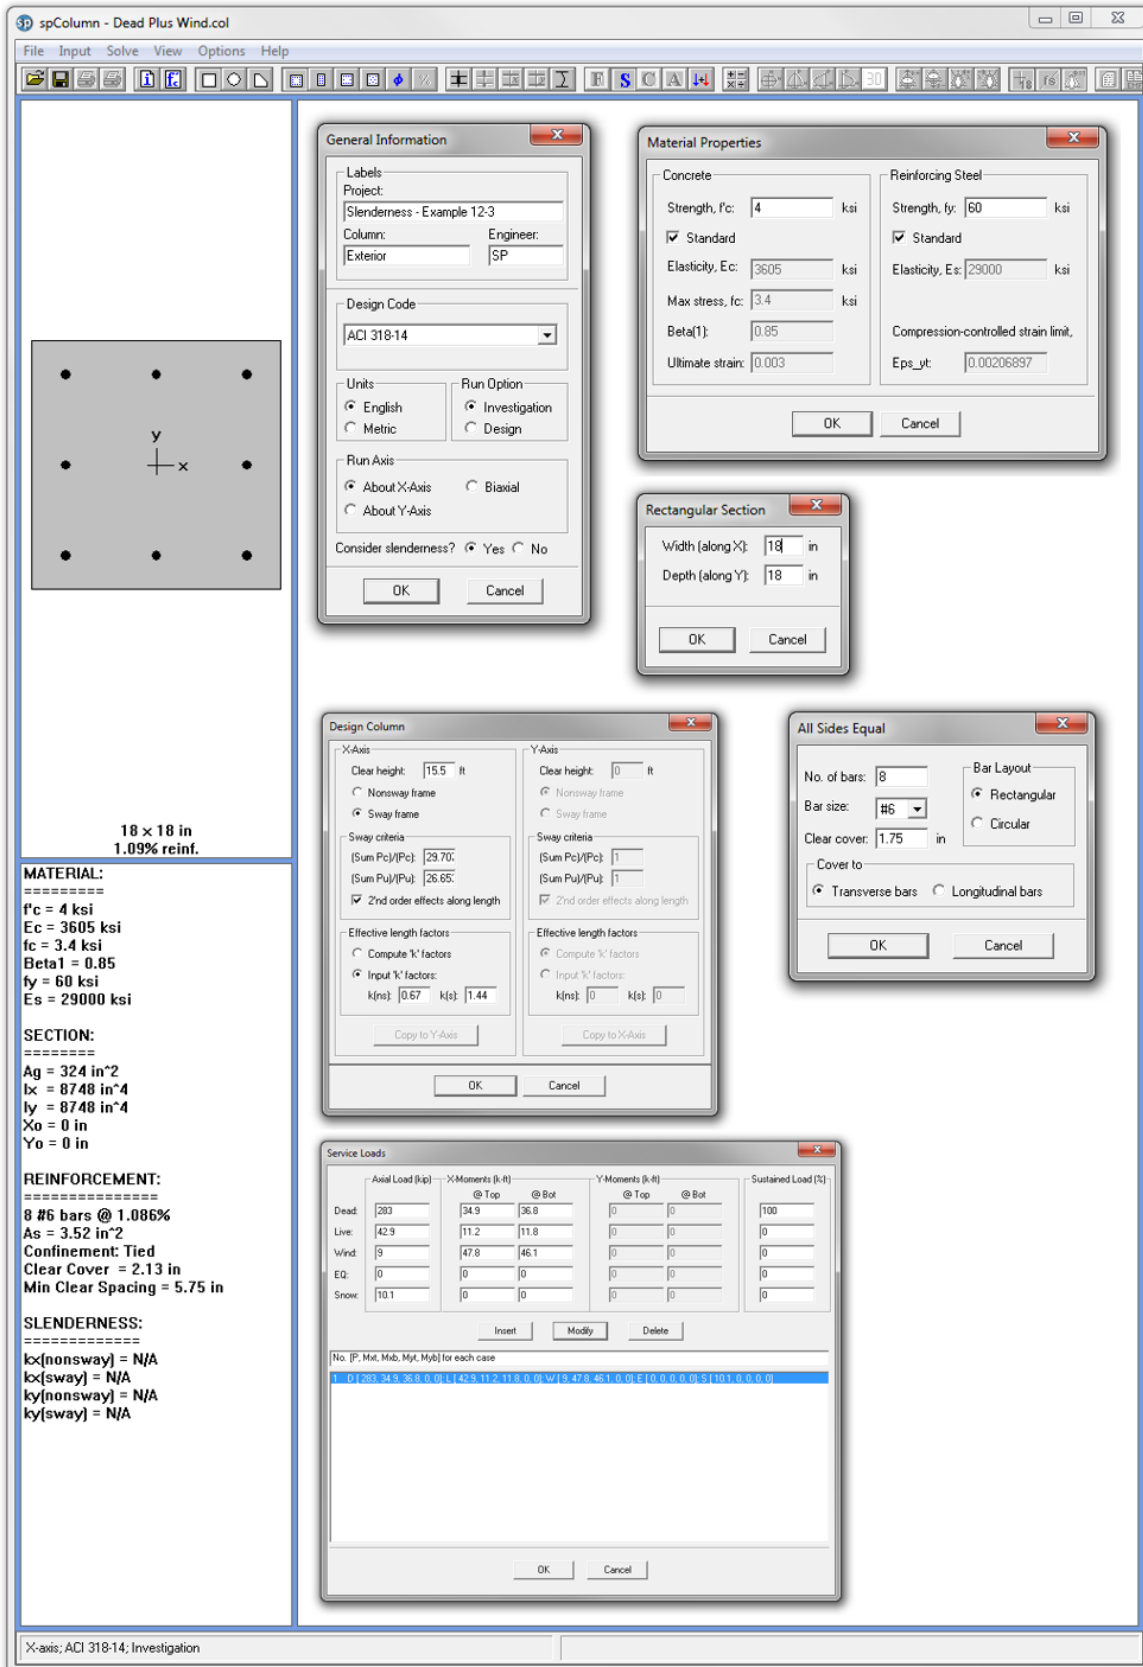 spColumn - Dead Plus Wind.col
File Input Solve View Options Help
General Information
Labels
Project:
Slenderness - Example 12-3
Column: Engineer:
Exterior SP
Design Code
ACI 318-14
Units Run Option
English Investigation
Metric Design
Run Axis
About X-Axis Biaxial
About Y-Axis
Consider slenderness? Yes No
OK Cancel
Material Properties
Concrete Reinforcing Steel
Strength, f'c: 4 ksi Strength, fy: 60 ksi
Standard Standard
Elasticity, Ec: 3605 ksi Elasticity, Es: 29000 ksi
Max stress, fc: 3.4 ksi
Beta(1): 0.85 Compression-controlled strain limit,
Ultimate strain: 0.003 Eps_yt: 0.00206897
OK Cancel
y
x
Rectangular Section
Width (along X): 18 in
Depth (along Y): 18 in
OK Cancel
18 x 18 in
1.09% reinf.
Design Column
X-Axis Y-Axis
Clear height: 15.5 ft Clear height: 0 ft
Nonsway frame Nonsway frame
Sway frame Sway frame
Sway criteria Sway criteria
(Sum Pc)/(Pc): 29.70 (Sum Pc)/(Pc): 1
(Sum Pu)/(Pu): 26.65 (Sum Pu)/(Pu): 1
2'nd order effects along length 2'nd order effects along length
Effective length factors Effective length factors
Compute 'k' factors Compute 'k' factors
Input 'k' factors: Input 'k' factors:
k(ns): 0.67 k(s): 1.44 k(ns): 0 k(s): 0
Copy to Y-Axis Copy to X-Axis
OK Cancel
All Sides Equal
No. of bars: 8 Bar Layout
Bar size: #6 Rectangular
Clear cover: 1.75 in Circular
Cover to
Transverse bars Longitudinal bars
OK Cancel
MATERIAL:
=========
f'c = 4 ksi
Ec = 3605 ksi
fc = 3.4 ksi
Beta1 = 0.85
fy = 60 ksi
Es = 29000 ksi
SECTION:
========
Ag = 324 in^2
Ix = 8748 in^4
Iy = 8748 in^4
Xo = 0 in
Yo = 0 in
REINFORCEMENT:
===============
8 #6 bars @ 1.086%
As = 3.52 in^2
Confinement: Tied
Clear Cover = 2.13 in
Min Clear Spacing = 5.75 in
SLENDERNESS:
=============
kx(nonsway) = N/A
kx(sway) = N/A
ky(nonsway) = N/A
ky(sway) = N/A
Service Loads
Axial Load (kip) X-Moments (k-ft) Y-Moments (k-ft) Sustained Load (%)
@ Top @ Bot @ Top @ Bot
Dead: 283 34.9 36.8 0 0 100
Live: 42.9 11.2 11.8 0 0 0
Wind: 9 47.8 46.1 0 0 0
EQ: 0 0 0 0 0 0
Snow: 10.1 0 0 0 0 0
Insert Modify Delete
No. [P, Mxt, Mxb, Myt, Myb] for each case
1 D [ 283, 34.9, 36.8, 0, 0]; L [ 42.9, 11.2, 11.8, 0, 0]; W [ 9, 47.8, 46.1, 0, 0]; E [ 0, 0, 0, 0, 0]; S [ 10.1, 0, 0, 0, 0]
OK Cancel
X-axis; ACI 318-14; Investigation